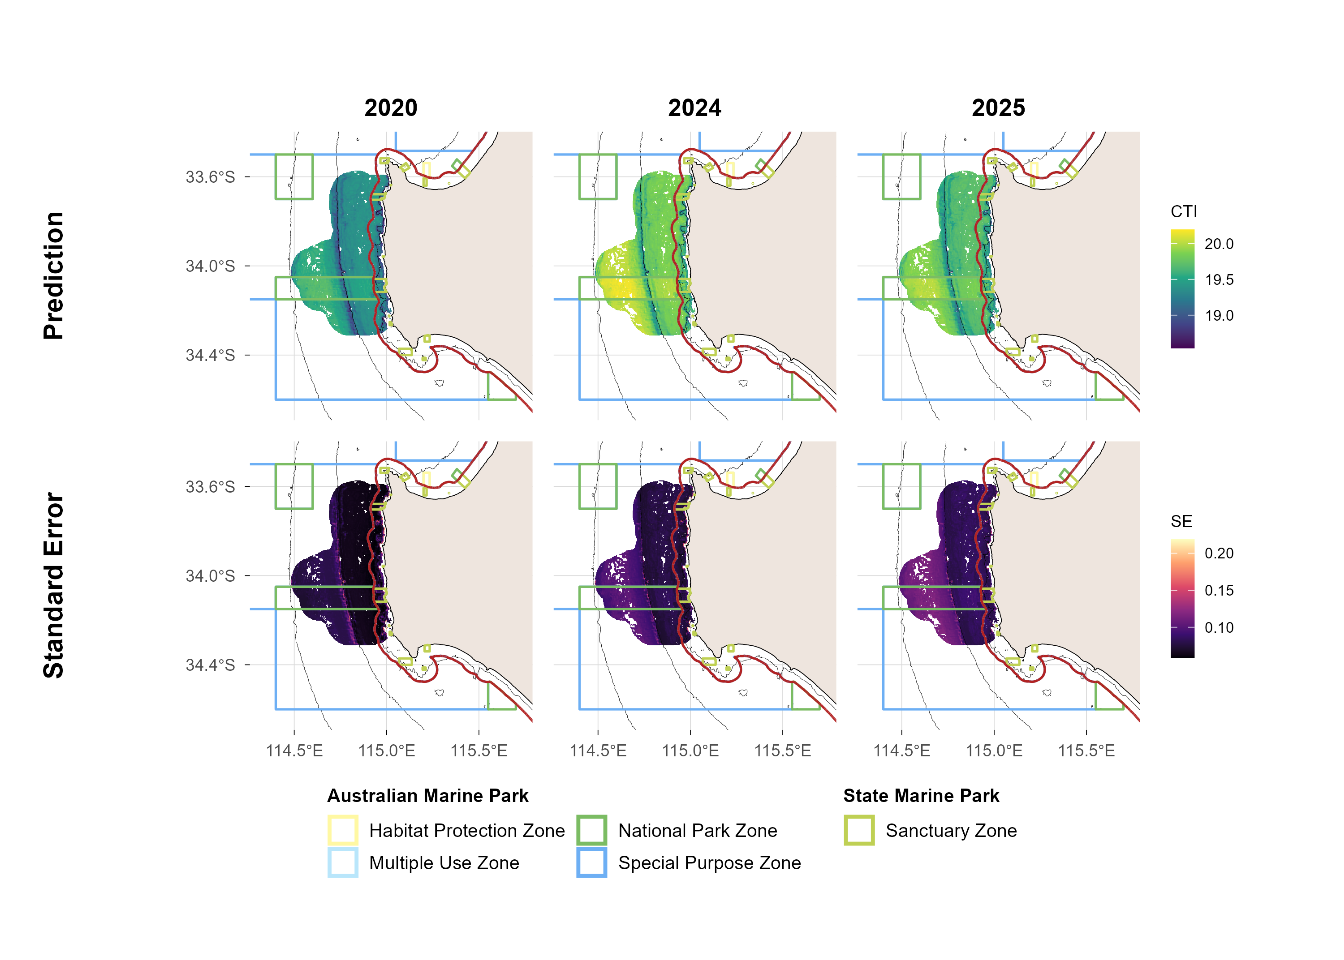 2020 2024 2025
Prediction
33.6°S
34.0°S
34.4°S
CTI
20.0
19.5
19.0
Standard Error
33.6°S
34.0°S
34.4°S
SE
0.20
0.15
0.10
114.5°E 115.0°E 115.5°E 114.5°E 115.0°E 115.5°E 114.5°E 115.0°E 115.5°E
Australian Marine Park State Marine Park
Habitat Protection Zone National Park Zone Sanctuary Zone
Multiple Use Zone Special Purpose Zone